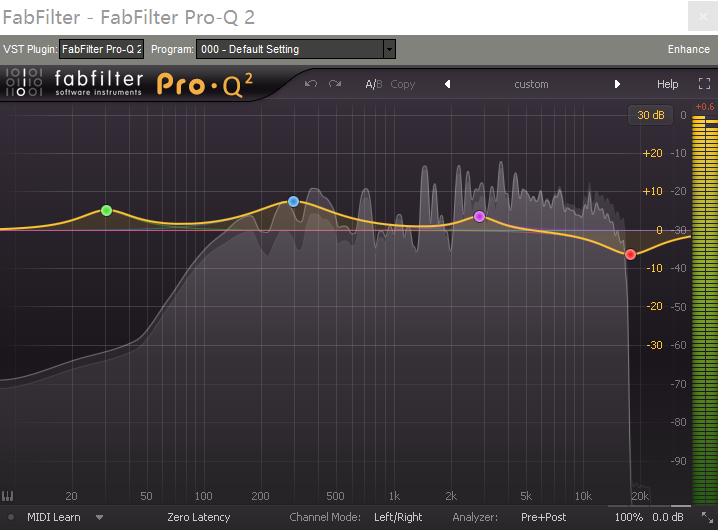 FabFilter - FabFilter Pro-Q 2
VST Plugin: FabFilter Pro-Q 2 Program: 000 - Default Setting Enhance
fabfilter
software instruments
Pro·Q²
A/B Copy custom Help
30 dB 0 +0.6
+20 -10
+10 -20
0 -30
-10 -40
-20 -50
-30 -60
-70
-80
-90
20 50 100 200 500 1k 2k 5k 10k 20k
MIDI Learn Zero Latency Channel Mode: Left/Right Analyzer: Pre+Post 100% 0.0 dB